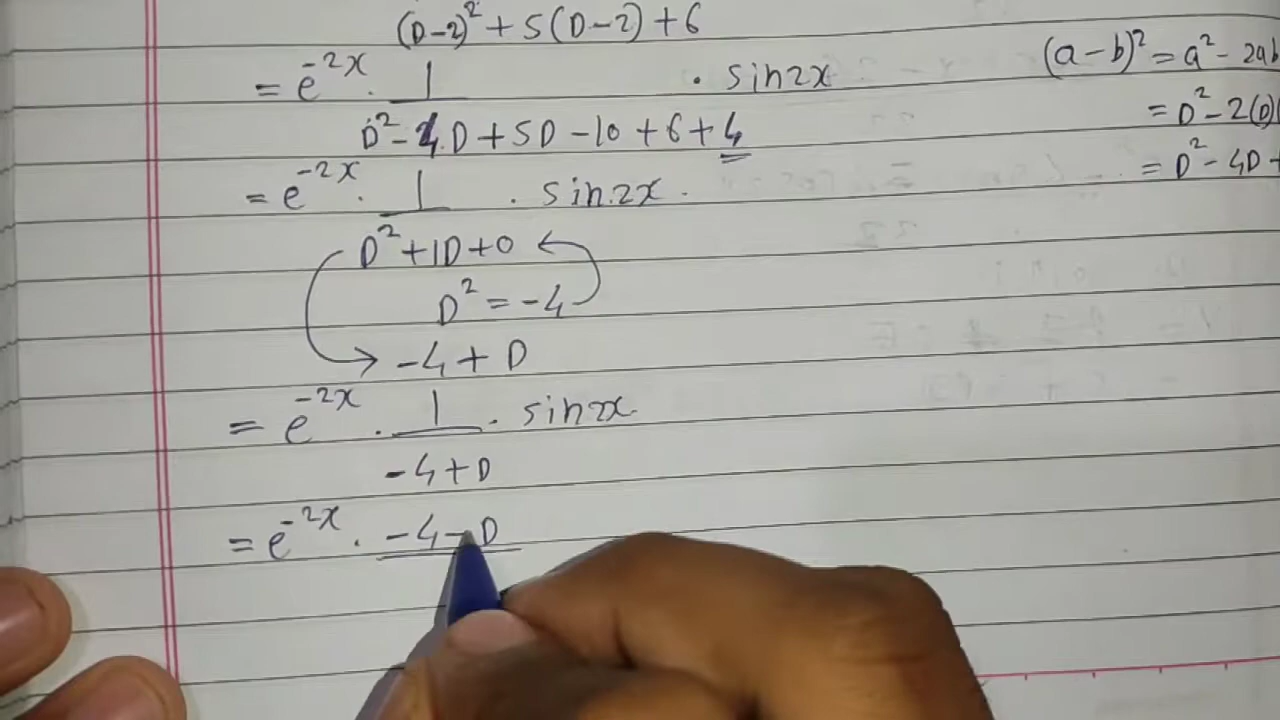 (D-2)² + 5(D-2) + 6
= e^-2x . 1 . sin2x
D² - 4D + 5D - 10 + 6 + 4
= e^-2x . 1 . sin2x.
D² + 1D + 0
D² = -4
-4 + D
= e^-2x . 1 . sin2x
-4 + D
= e^-2x . -4 - D
(a - b)² = a² - 2ab
= D² - 2(D)(
= D² - 4D +